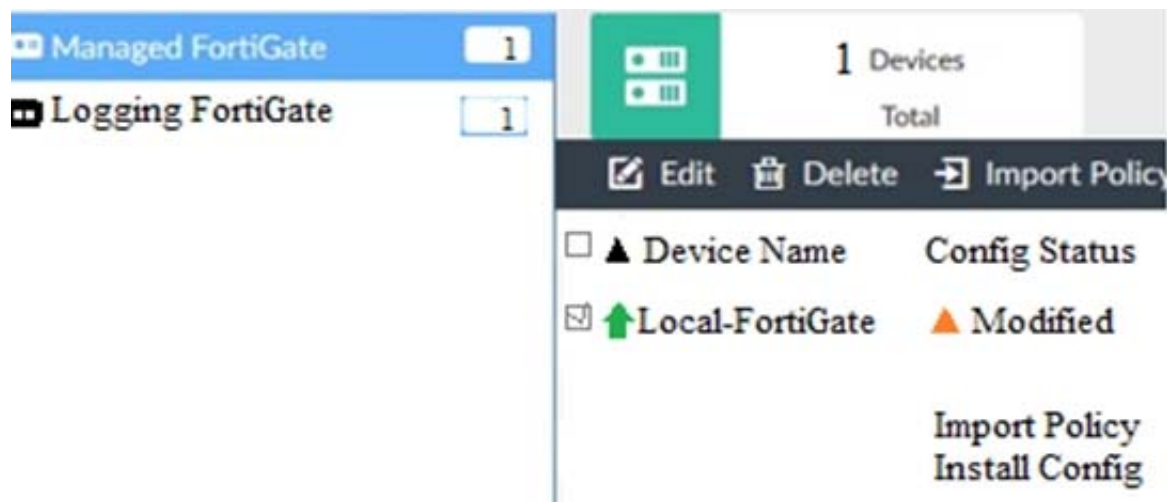 Managed FortiGate 1
Logging FortiGate 1
1 Devices
Total
Edit Delete Import Policy
Device Name Config Status
Local-FortiGate Modified
Import Policy
Install Config